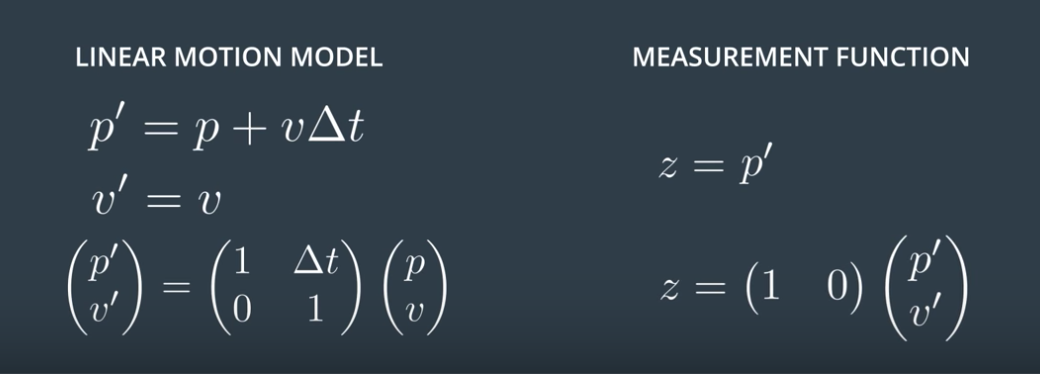 LINEAR MOTION MODEL
p′ = p + vΔt
v′ = v
(p′ v′) = (1 Δt 0 1) (p v)
MEASUREMENT FUNCTION
z = p′
z = (1 0) (p′ v′)